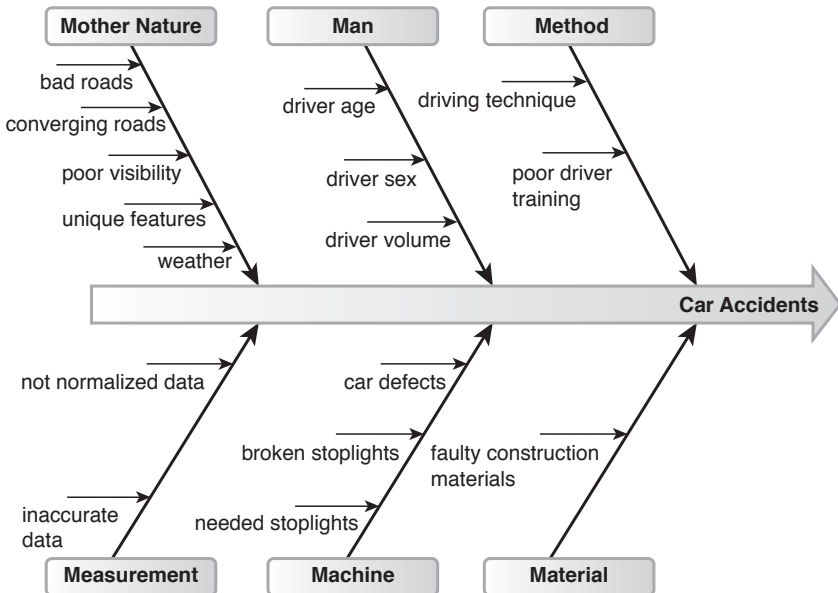 Mother Nature
Man
Method
bad roads
converging roads
poor visibility
unique features
weather
driver age
driver sex
driver volume
driving technique
poor driver
training
Car Accidents
not normalized data
inaccurate
data
car defects
broken stoplights
needed stoplights
faulty construction
materials
Measurement
Machine
Material